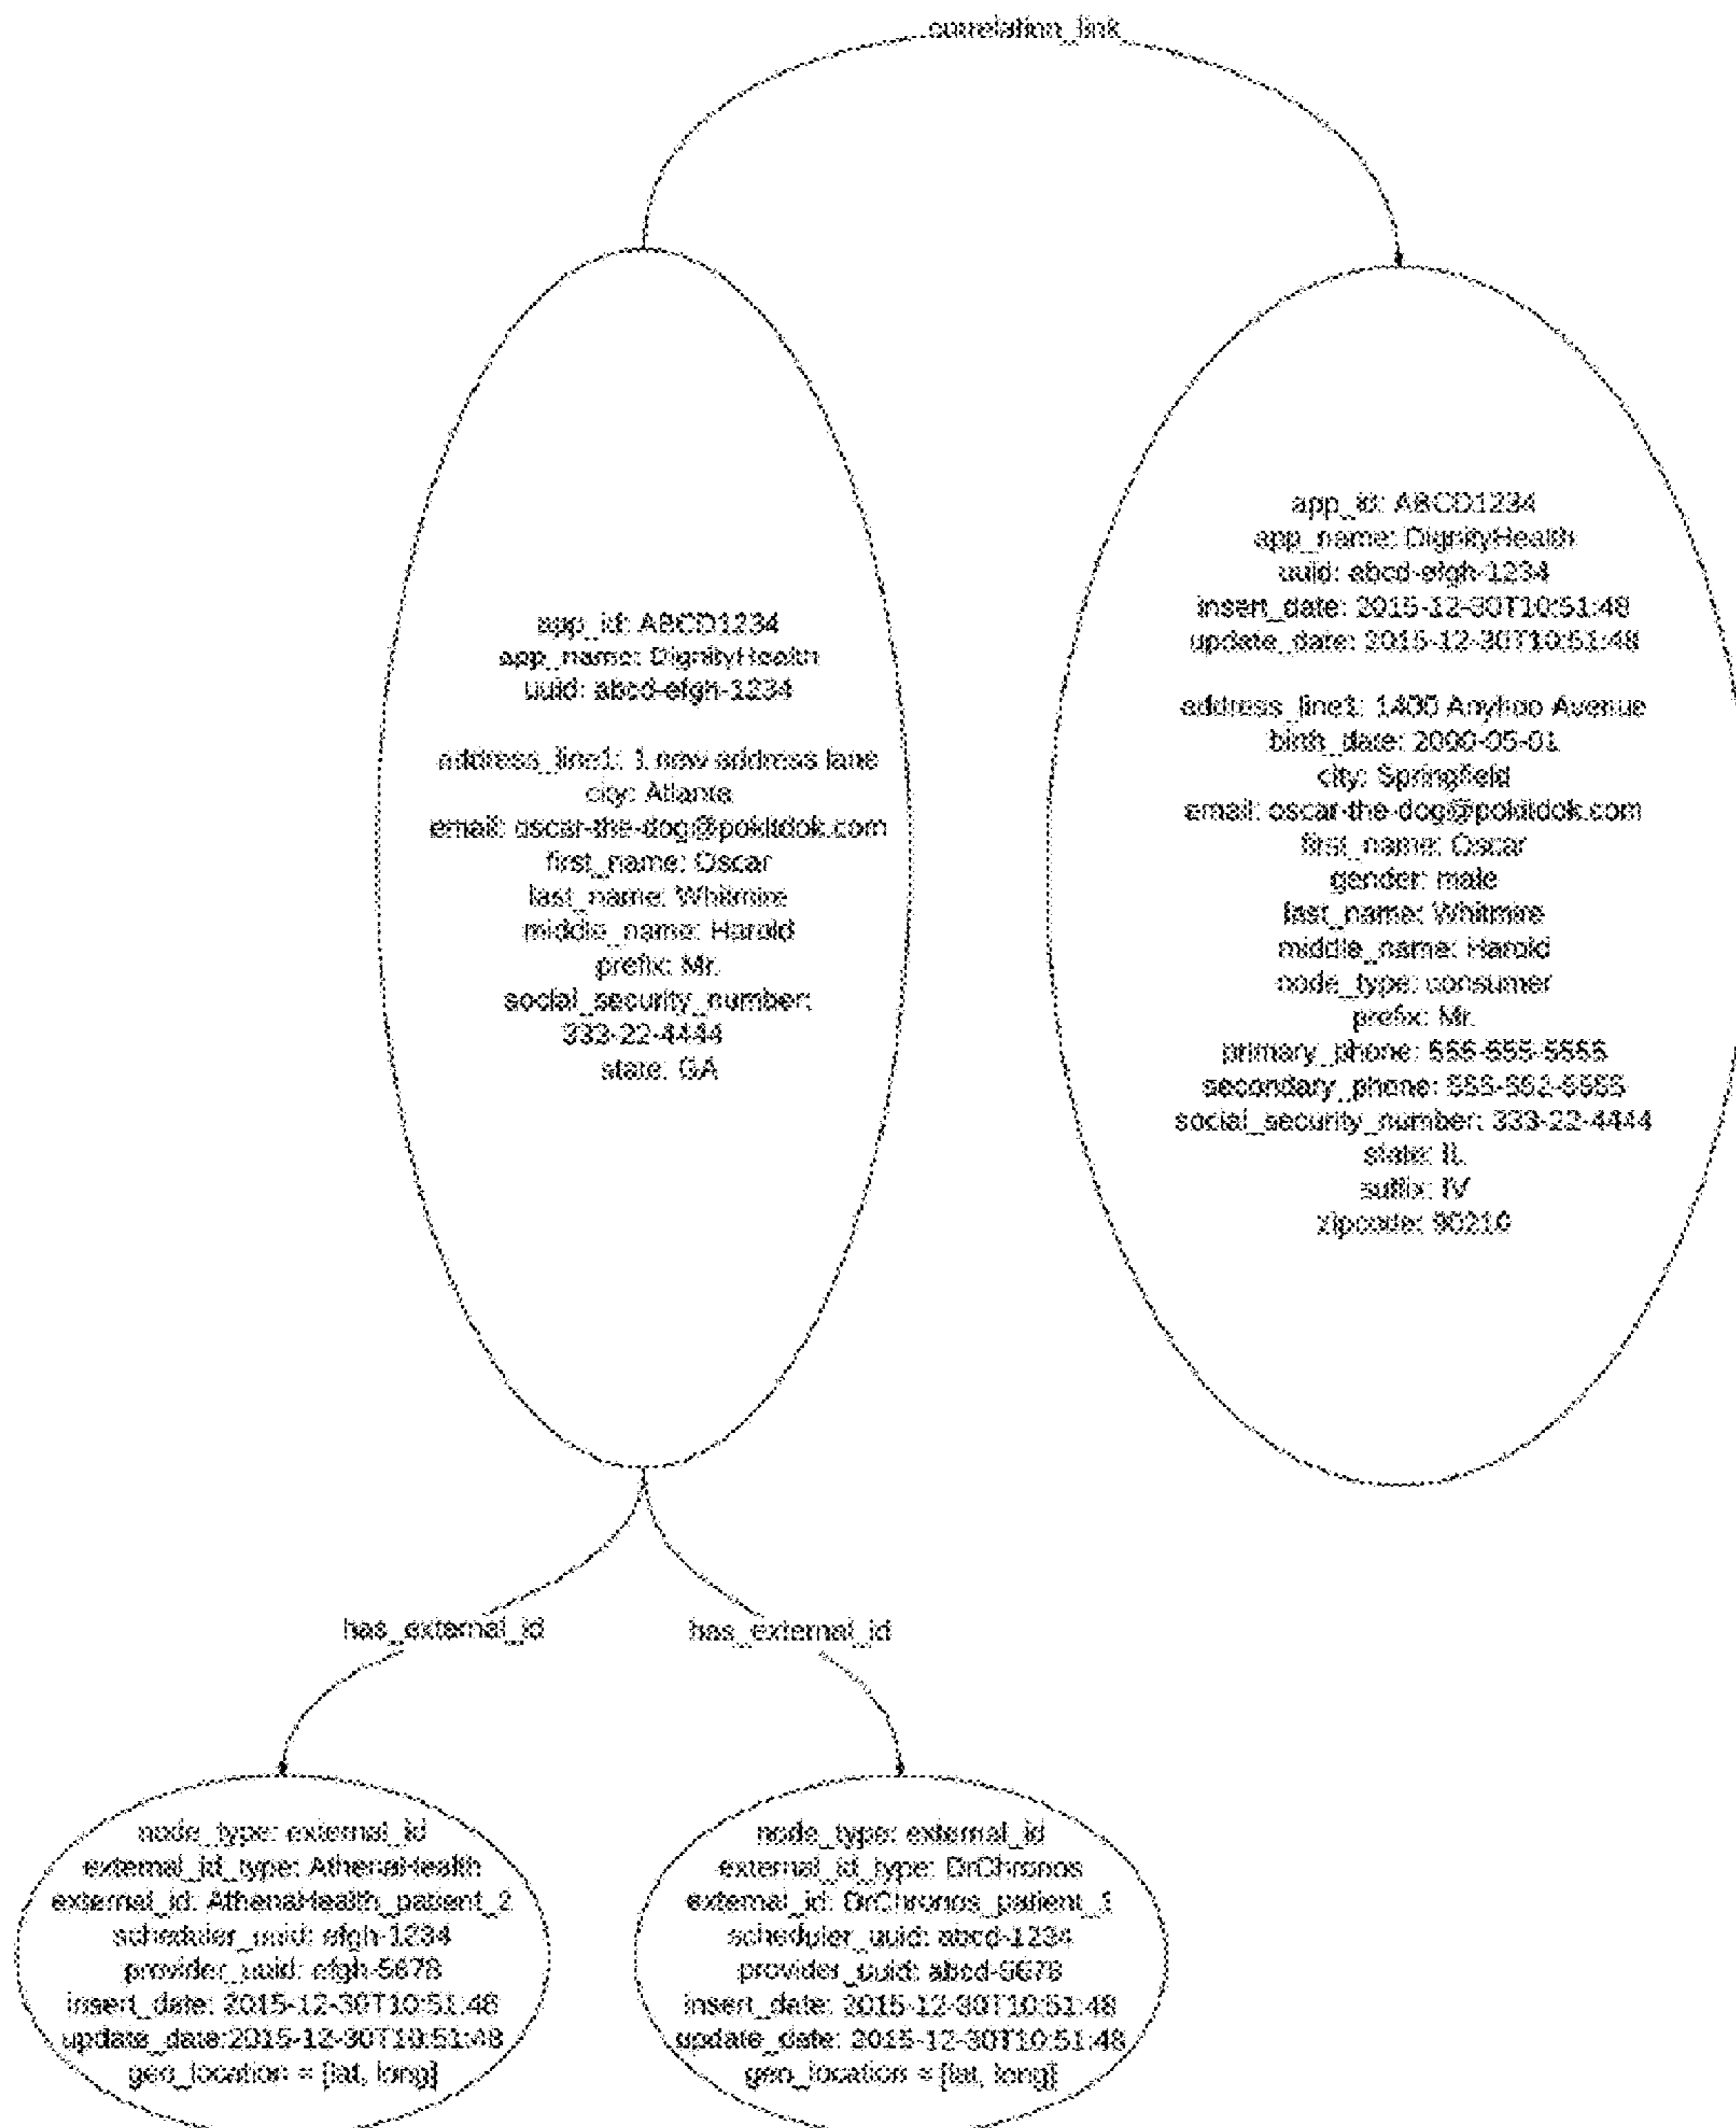 correlation_link
app_id: ABCD1234
app_name: DignityHealth
uuid: abcd-efgh-1234
address_line1: 1 new address lane
city: Atlanta
email: oscar-the-dog@pokitdok.com
first_name: Oscar
last_name: Whitmire
middle_name: Harold
prefix: Mr.
social_security_number:
333-22-4444
state: GA
app_id: ABCD1234
app_name: DignityHealth
uuid: abcd-efgh-1234
insert_date: 2015-12-30T10:51:48
update_date: 2015-12-30T10:51:48
address_line1: 1400 Anyhoo Avenue
birth_date: 2000-05-01
city: Springfield
email: oscar-the-dog@pokitdok.com
first_name: Oscar
gender: male
last_name: Whitmire
middle_name: Harold
node_type: consumer
prefix: Mr.
primary_phone: 555-555-5555
secondary_phone: 555-552-5555
social_security_number: 333-22-4444
state: IL
suffix: IV
zipcode: 90210
has_external_id
has_external_id
node_type: external_id
external_id_type: AthenaHealth
external_id: AthenaHealth_patient_2
scheduler_uuid: efgh-1234
provider_uuid: efgh-5678
insert_date: 2015-12-30T10:51:48
update_date:2015-12-30T10:51:48
geo_location = [lat, long]
node_type: external_id
external_id_type: DrChronos
external_id: DrChronos_patient_1
scheduler_uuid: abcd-1234
provider_uuid: abcd-5678
insert_date: 2015-12-30T10:51:48
update_date: 2015-12-30T10:51:48
geo_location = [lat, long]